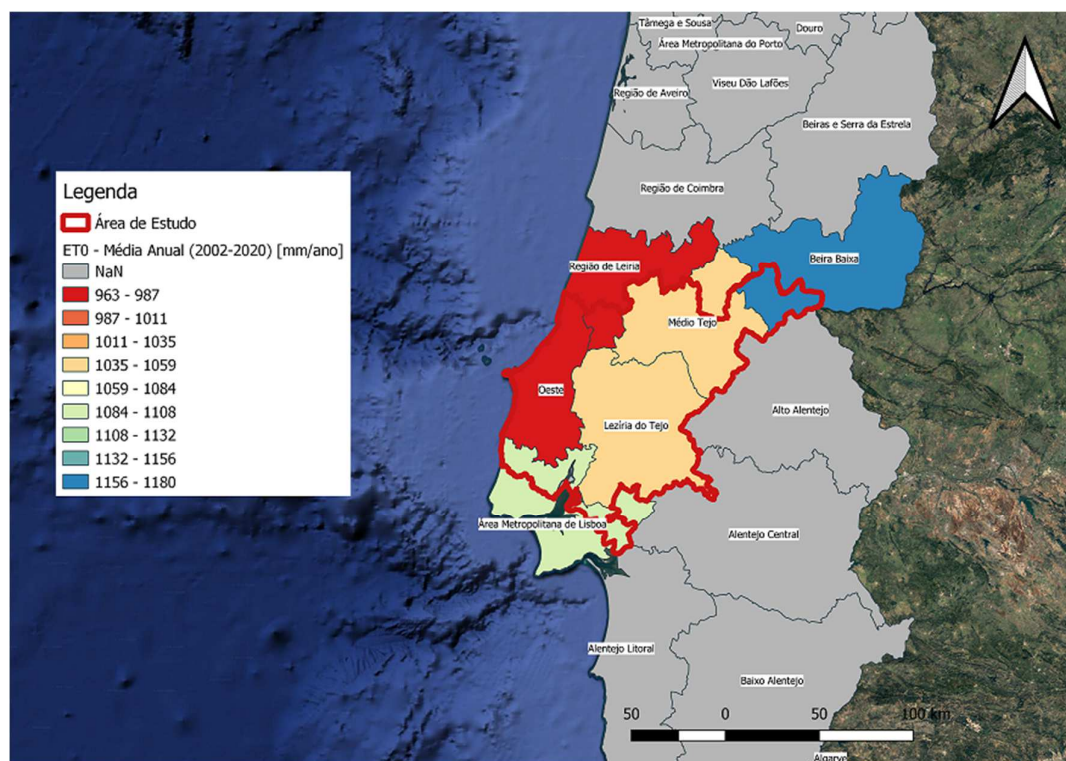 Tâmega e Sousa
Douro
Área Metropolitana do Porto
Viseu Dão Lafões
Região de Aveiro
Beiras e Serra da Estrela
Região de Coimbra
Legenda
Área de Estudo
ET0 - Média Anual (2002-2020) [mm/ano]
NaN
963 - 987
987 - 1011
1011 - 1035
1035 - 1059
1059 - 1084
1084 - 1108
1108 - 1132
1132 - 1156
1156 - 1180
Região de Leiria
Beira Baixa
Médio Tejo
Oeste
Alto Alentejo
Lezíria do Tejo
Área Metropolitana de Lisboa
Alentejo Central
Alentejo Litoral
Baixo Alentejo
50 0 50 100 km
Algarve